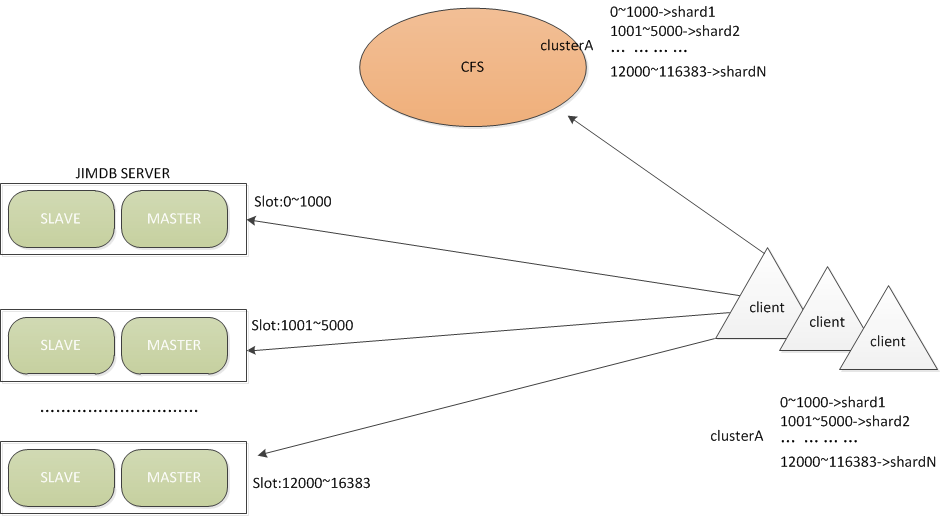 0~1000->shard1
1001~5000->shard2
clusterA
... ... ... ...
12000~116383->shardN
CFS
JIMDB SERVER
SLAVE MASTER
Slot:0~1000
client
client
client
Slot:1001~5000
SLAVE MASTER
..............................
0~1000->shard1
1001~5000->shard2
clusterA
... ... ... ...
12000~116383->shardN
SLAVE MASTER
Slot:12000~16383